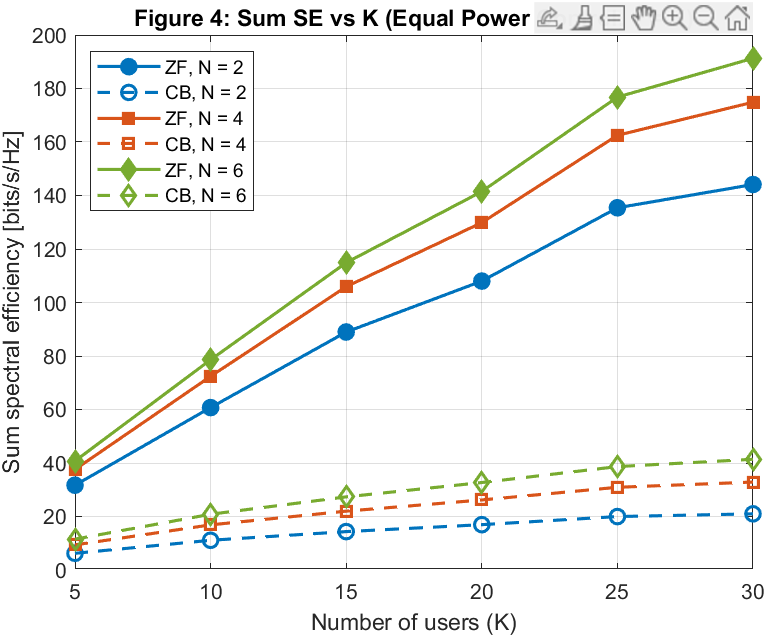 Figure 4: Sum SE vs K (Equal Power
200
180
160
140
120
100
80
60
40
20
0
Sum spectral efficiency [bits/s/Hz]
ZF, N = 2
CB, N = 2
ZF, N = 4
CB, N = 4
ZF, N = 6
CB, N = 6
5 10 15 20 25 30
Number of users (K)